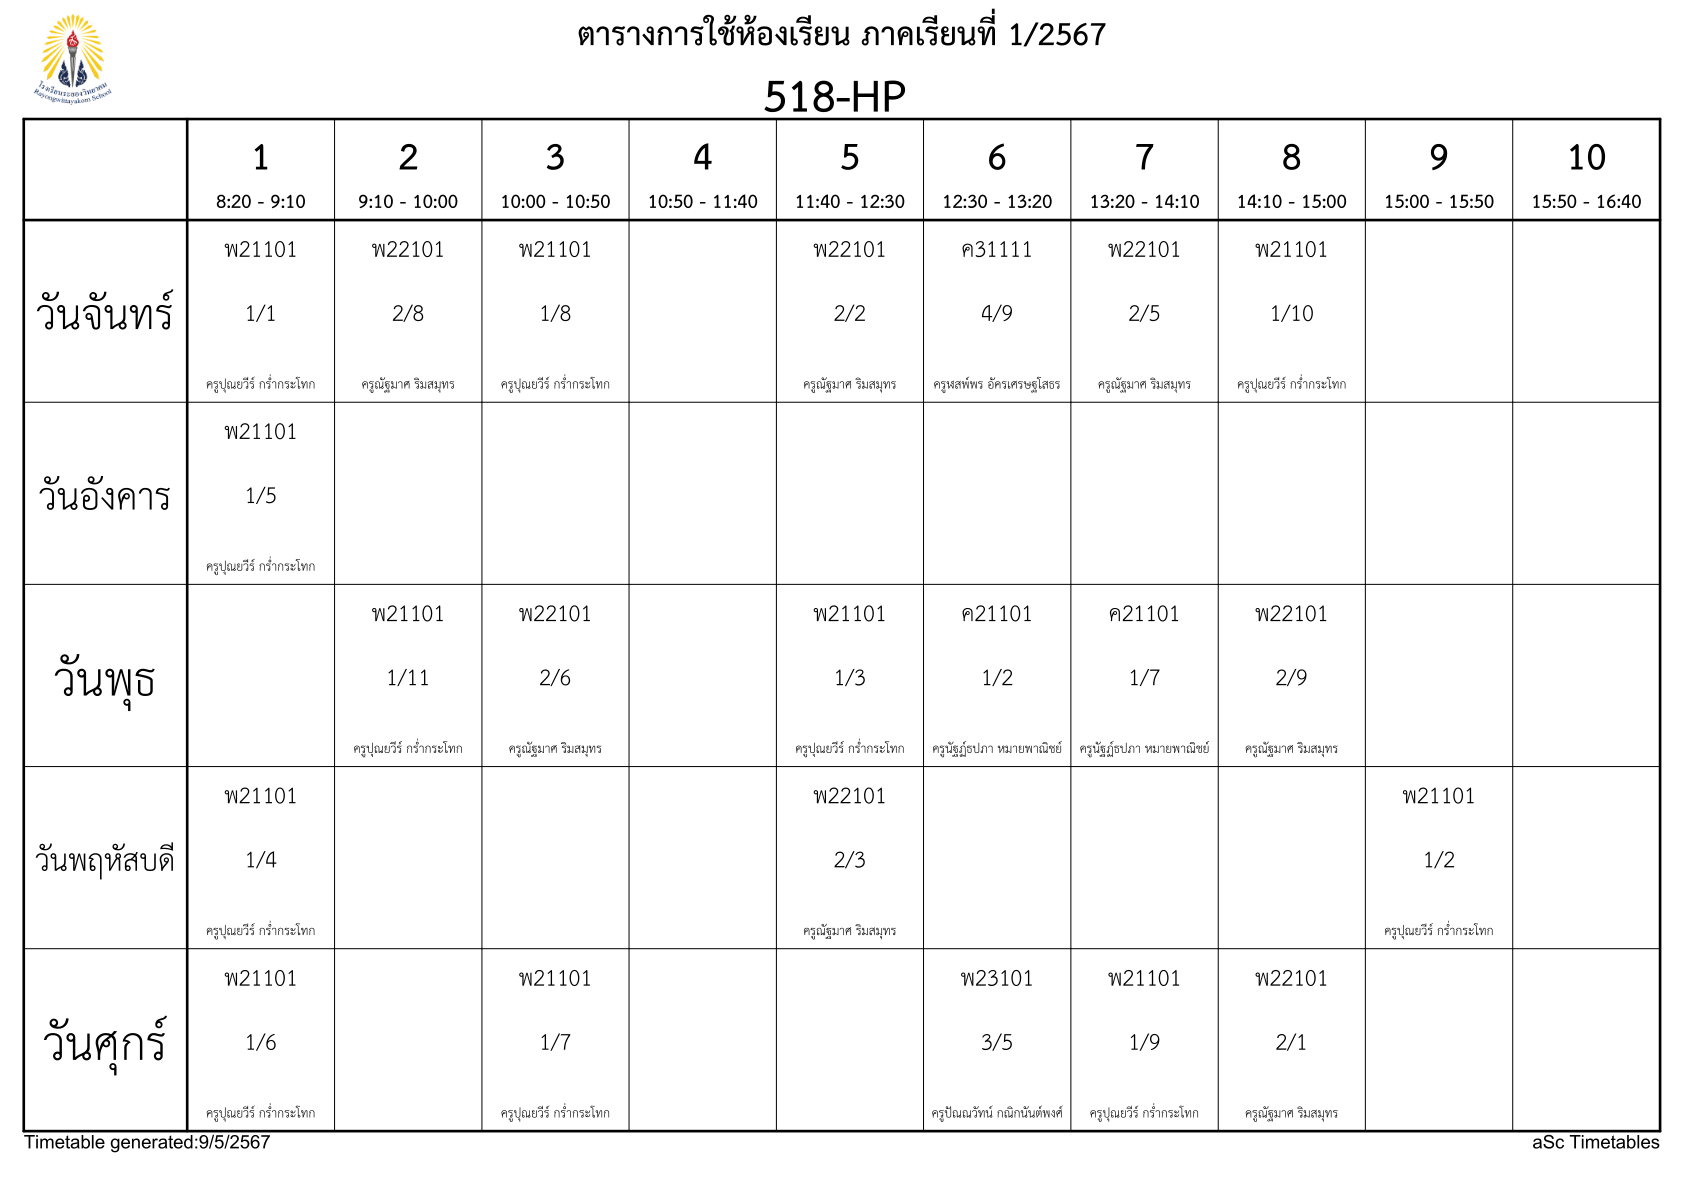 ตารางการใช้ห้องเรียน ภาคเรียนที่ 1/2567
โรงเรียนระยองวิทยาคม
Rayongwittayakom School
518-HP
1 2 3 4 5 6 7 8 9 10
8:20 - 9:10 9:10 - 10:00 10:00 - 10:50 10:50 - 11:40 11:40 - 12:30 12:30 - 13:20 13:20 - 14:10 14:10 - 15:00 15:00 - 15:50 15:50 - 16:40
พ21101 พ22101 พ21101 พ22101 ค31111 พ22101 พ21101
วันจันทร์ 1/1 2/8 1/8 2/2 4/9 2/5 1/10
ครูปุณยวีร์ กร่ำกระโทก ครูณัฐมาศ ริมสมุทร ครูปุณยวีร์ กร่ำกระโทก ครูณัฐมาศ ริมสมุทร ครูหสพ์พร อัครเศรษฐโสธร ครูณัฐมาศ ริมสมุทร ครูปุณยวีร์ กร่ำกระโทก
พ21101
วันอังคาร 1/5
ครูปุณยวีร์ กร่ำกระโทก
พ21101 พ22101 พ21101 ค21101 ค21101 พ22101
วันพุธ 1/11 2/6 1/3 1/2 1/7 2/9
ครูปุณยวีร์ กร่ำกระโทก ครูณัฐมาศ ริมสมุทร ครูปุณยวีร์ กร่ำกระโทก ครูนัฐฏ์ธปภา หมายพาณิชย์ ครูนัฐฏ์ธปภา หมายพาณิชย์ ครูณัฐมาศ ริมสมุทร
พ21101 พ22101 พ21101
วันพฤหัสบดี 1/4 2/3 1/2
ครูปุณยวีร์ กร่ำกระโทก ครูณัฐมาศ ริมสมุทร ครูปุณยวีร์ กร่ำกระโทก
พ21101 พ21101 พ23101 พ21101 พ22101
วันศุกร์ 1/6 1/7 3/5 1/9 2/1
ครูปุณยวีร์ กร่ำกระโทก ครูปุณยวีร์ กร่ำกระโทก ครูปัณณวัทน์ กณิกนันต์พงศ์ ครูปุณยวีร์ กร่ำกระโทก ครูณัฐมาศ ริมสมุทร
Timetable generated:9/5/2567 aSc Timetables